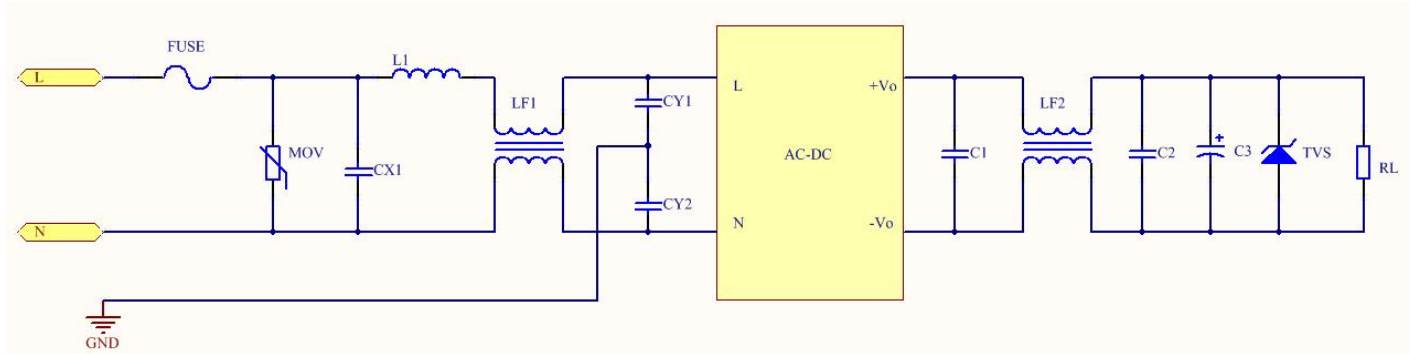 FUSE
L
L1
LF1
CY1
L
+Vo
LF2
MOV
CX1
AC-DC
C1
C2
+
C3
TVS
RL
CY2
N
N
-Vo
GND